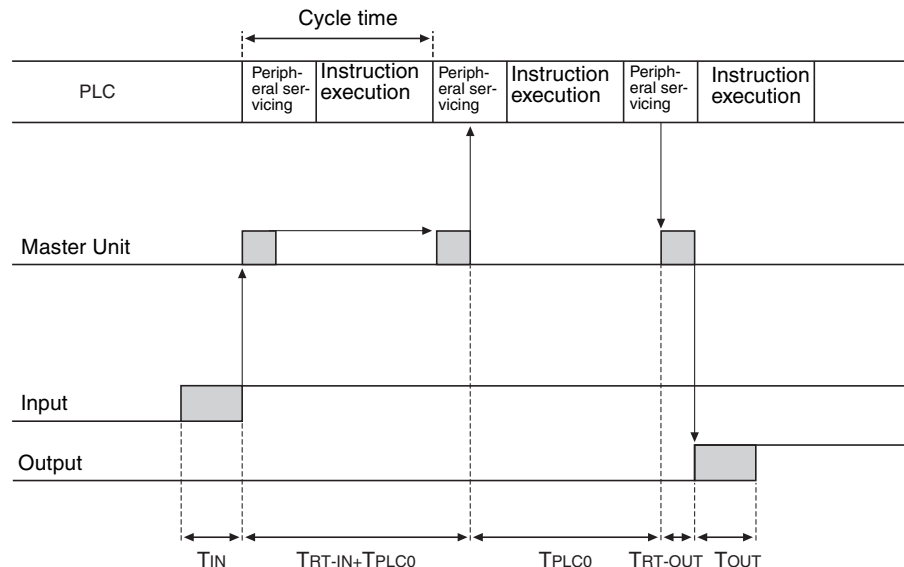 Cycle time
PLC
Periph-
eral ser-
vicing
Instruction
execution
Periph-
eral ser-
vicing
Instruction
execution
Periph-
eral ser-
vicing
Instruction
execution
Master Unit
Input
Output
TIN
TRT-IN+TPLC0
TPLC0
TRT-OUT
TOUT